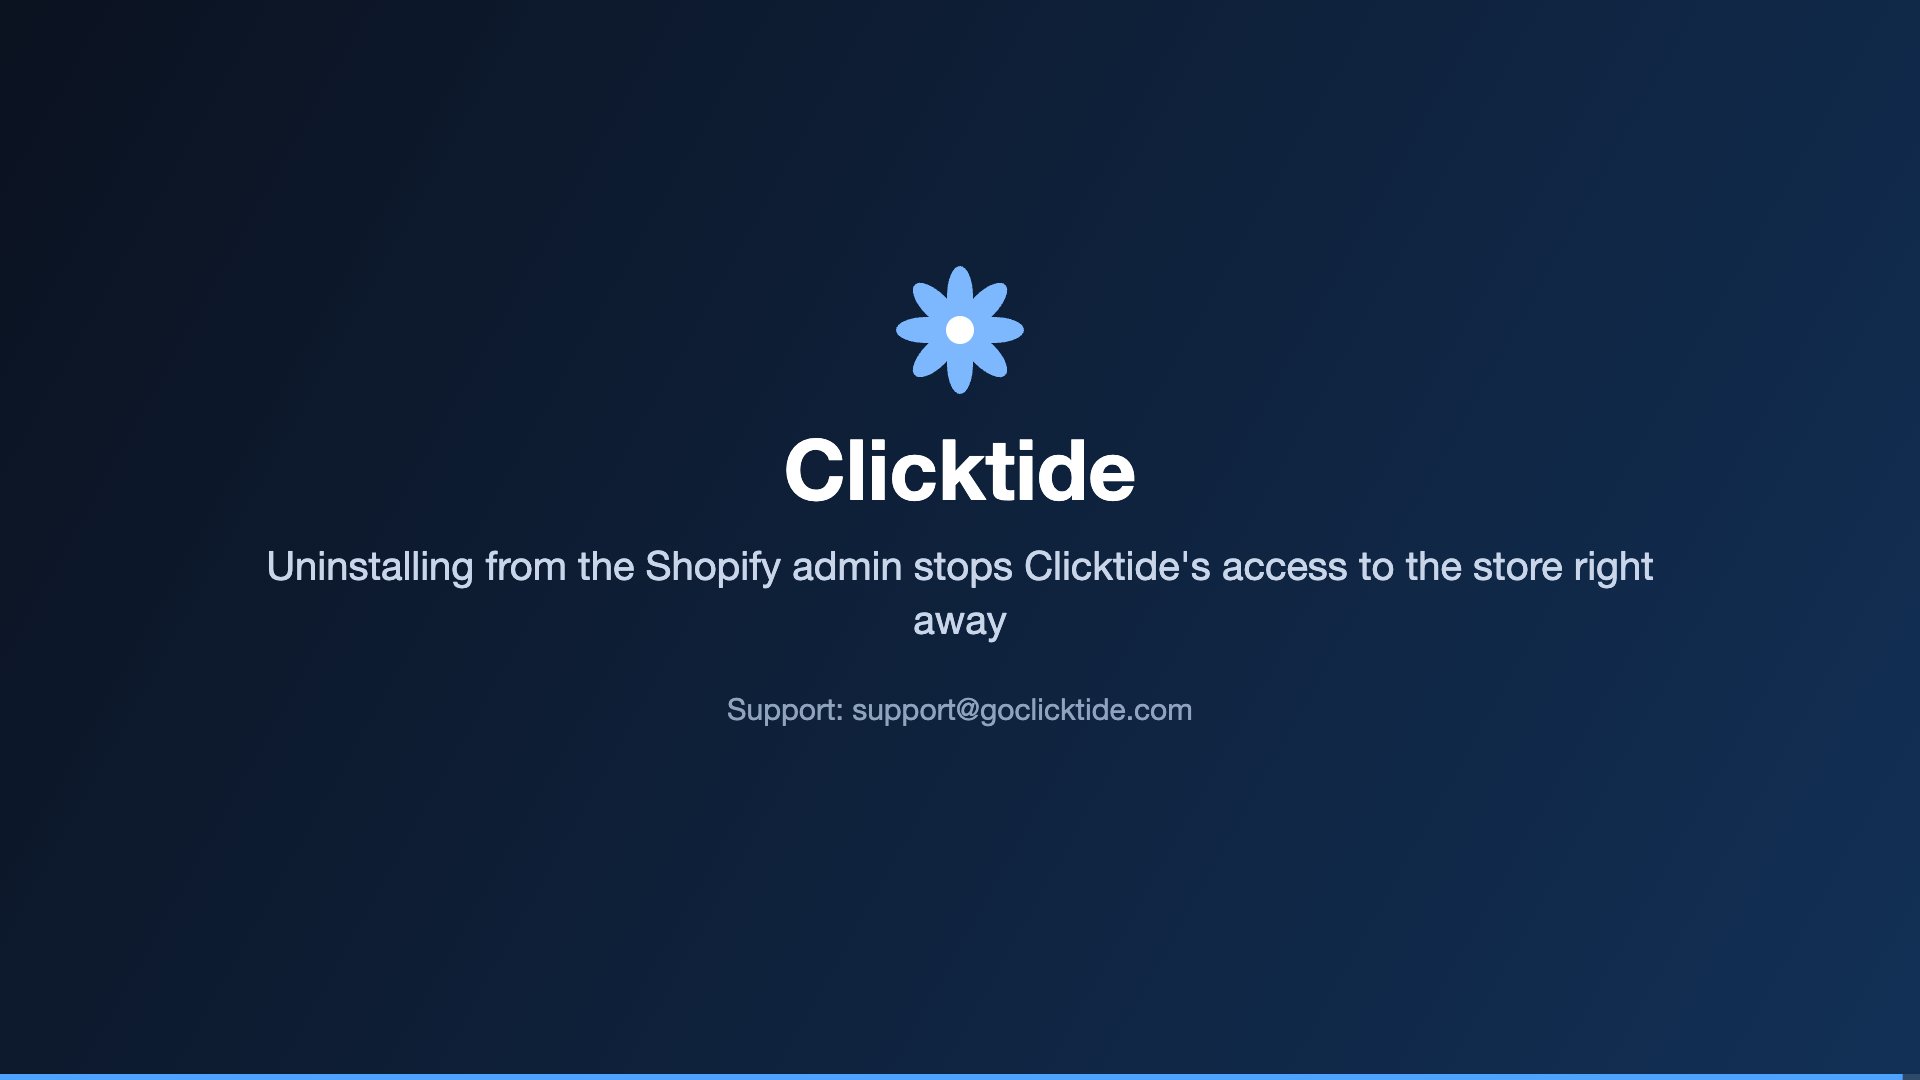 Clicktide
Uninstalling from the Shopify admin stops Clicktide's access to the store right
away
Support: support@goclicktide.com